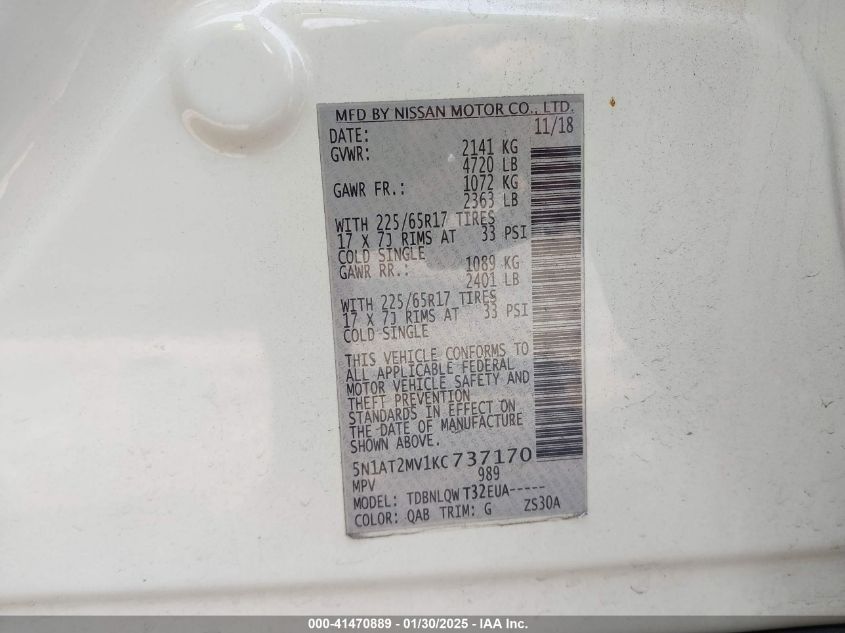 MFD BY NISSAN MOTOR CO., LTD.
DATE: 11/18
GVWR: 2141 KG
4720 LB
GAWR FR.: 1072 KG
2363 LB
WITH 225/65R17 TIRES
17 X 7J RIMS AT 33 PSI
COLD SINGLE
GAWR RR.: 1089 KG
2401 LB
WITH 225/65R17 TIRES
17 X 7J RIMS AT 33 PSI
COLD SINGLE
THIS VEHICLE CONFORMS TO
ALL APPLICABLE FEDERAL
MOTOR VEHICLE SAFETY AND
THEFT PREVENTION
STANDARDS IN EFFECT ON
THE DATE OF MANUFACTURE
SHOWN ABOVE.
5N1AT2MV1KC737170
MPV 989
MODEL: TDBNLQWT32EUA-----
COLOR: QAB TRIM: G ZS30A
000-41470889 - 01/30/2025 - IAA Inc.